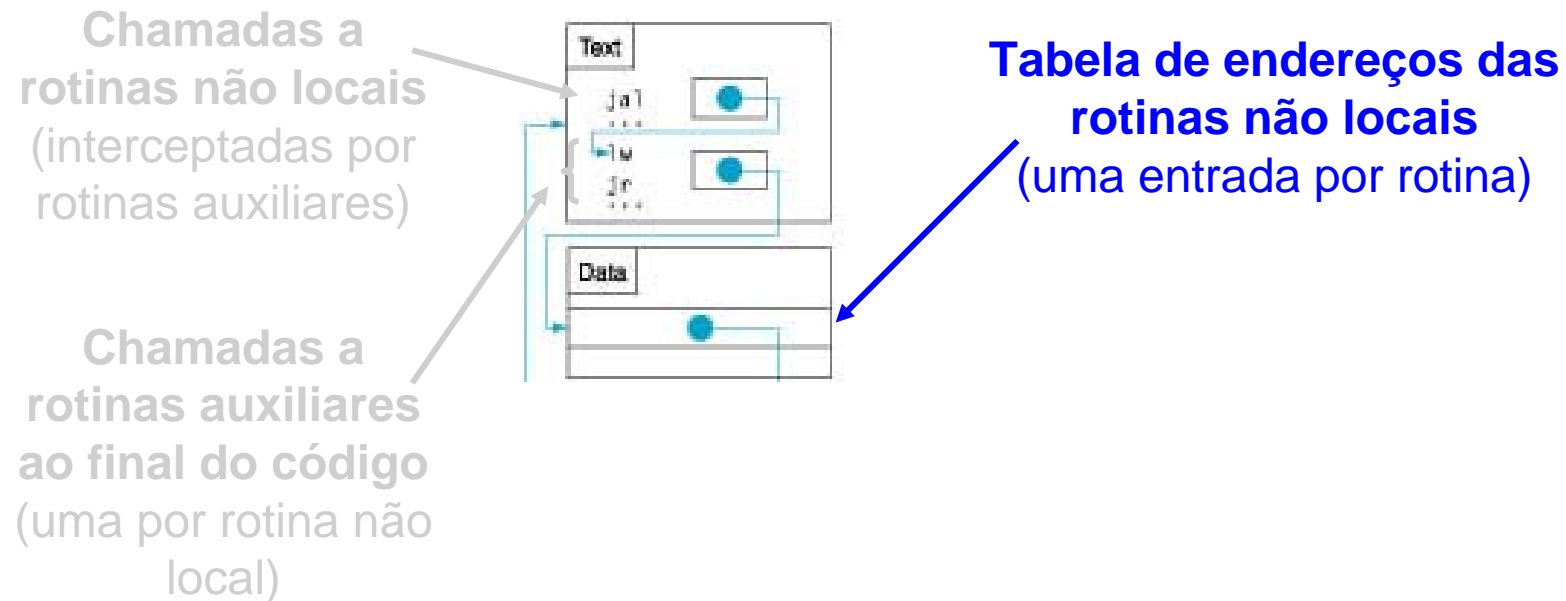 Chamadas a
rotinas não locais
(interceptadas por
rotinas auxiliares)
Chamadas a
rotinas auxiliares
ao final do código
(uma por rotina não
local)
Text
jal
...
lw
jr
...
Data
Tabela de endereços das
rotinas não locais
(uma entrada por rotina)